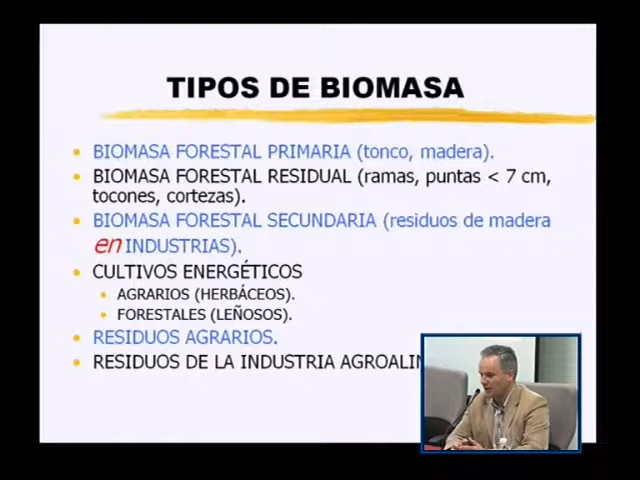 TIPOS DE BIOMASA
BIOMASA FORESTAL PRIMARIA (tonco, madera).
BIOMASA FORESTAL RESIDUAL (ramas, puntas < 7 cm,
tocones, cortezas).
BIOMASA FORESTAL SECUNDARIA (residuos de madera
en INDUSTRIAS).
CULTIVOS ENERGÉTICOS
AGRARIOS (HERBÁCEOS).
FORESTALES (LEÑOSOS).
RESIDUOS AGRARIOS.
RESIDUOS DE LA INDUSTRIA